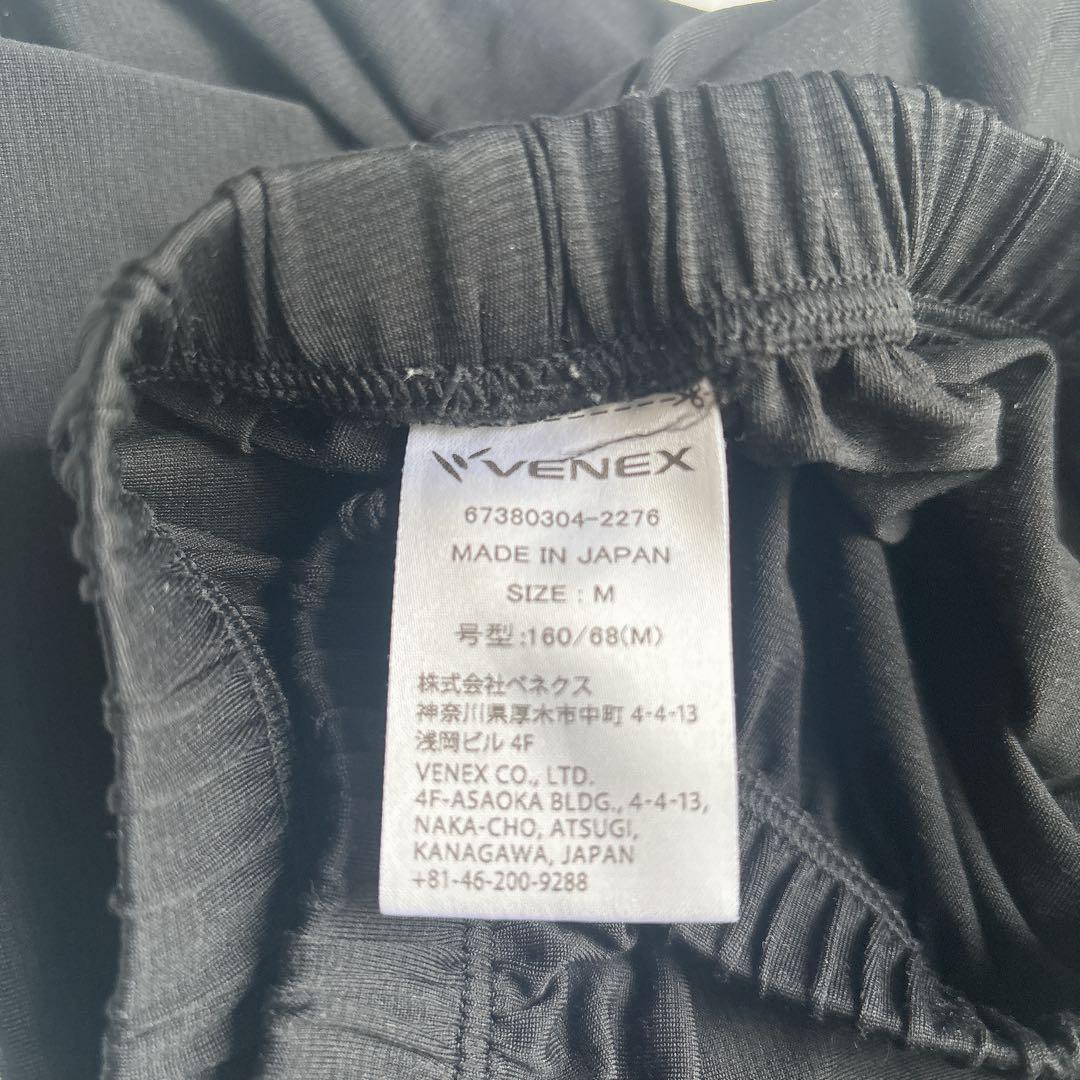 VENEX
67380304-2276
MADE IN JAPAN
SIZE : M
号型:160/68(M)
株式会社ベネクス
神奈川県厚木市中町 4-4-13
浅岡ビル 4F
VENEX CO., LTD.
4F-ASAOKA BLDG., 4-4-13,
NAKA-CHO, ATSUGI,
KANAGAWA, JAPAN
+81-46-200-9288